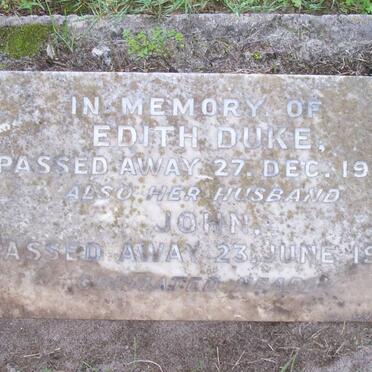 IN MEMORY OF
EDITH DUKE,
PASSED AWAY 27. DEC. 19
ALSO HER HUSBAND
JOHN.
PASSED AWAY 23. JUNE 19